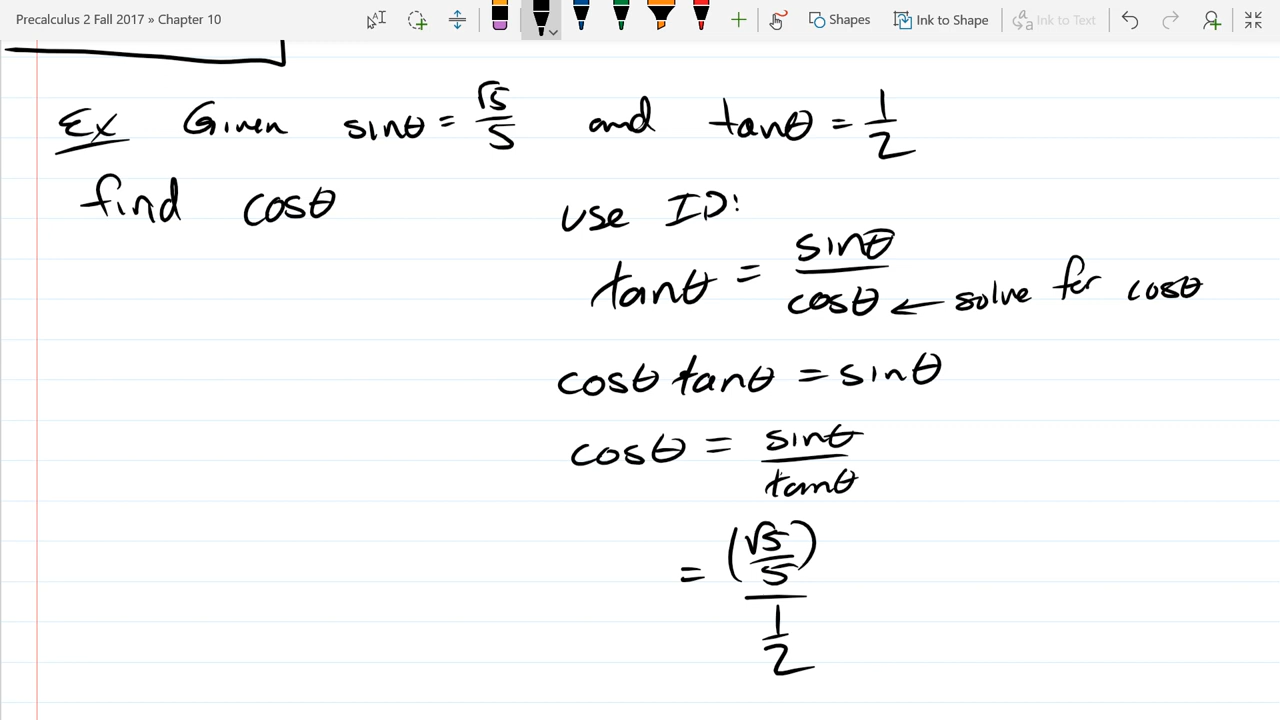 Precalculus 2 Fall 2017 » Chapter 10
Shapes
Ink to Shape
Ink to Text
Ex Given sinθ = √5/5 and tanθ = 1/2
find cosθ
use ID:
tanθ = sinθ/cosθ ← solve for cosθ
cosθ tanθ = sinθ
cosθ = sinθ/tanθ
= (√5/5)/(1/2)